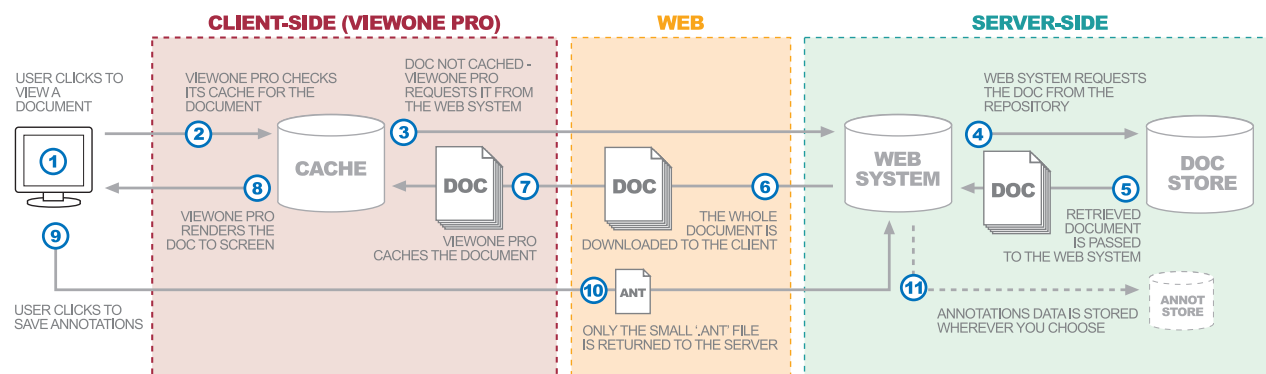 CLIENT-SIDE (VIEWONE PRO)
WEB
SERVER-SIDE
USER CLICKS TO
VIEW A
DOCUMENT
1
VIEWONE PRO CHECKS
ITS CACHE FOR THE
DOCUMENT
2
CACHE
DOC NOT CACHED -
VIEWONE PRO
REQUESTS IT FROM
THE WEB SYSTEM
3
WEB
SYSTEM
WEB SYSTEM REQUESTS
THE DOC FROM THE
REPOSITORY
4
DOC
STORE
5
DOC
RETRIEVED
DOCUMENT
IS PASSED
TO THE WEB SYSTEM
6
DOC
THE WHOLE
DOCUMENT IS
DOWNLOADED TO THE CLIENT
7
DOC
VIEWONE PRO
CACHES THE DOCUMENT
8
VIEWONE PRO
RENDERS THE
DOC TO SCREEN
9
USER CLICKS TO
SAVE ANNOTATIONS
10
ANT
ONLY THE SMALL '.ANT' FILE
IS RETURNED TO THE SERVER
11
ANNOTATIONS DATA IS STORED
WHEREVER YOU CHOOSE
ANNOT
STORE